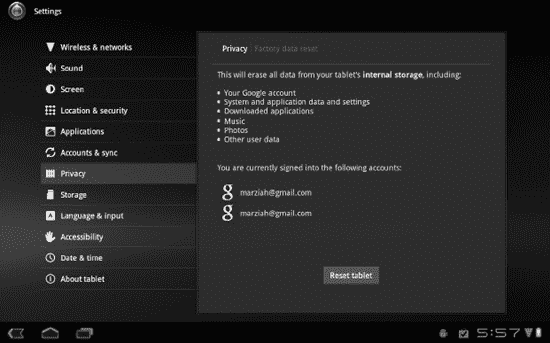 Settings
Wireless & networks
Sound
Screen
Location & security
Applications
Accounts & sync
Privacy
Storage
Language & input
Accessibility
Date & time
About tablet
Privacy Factory data reset
This will erase all data from your tablet's internal storage, including:
Your Google account
System and application data and settings
Downloaded applications
Music
Photos
Other user data
You are currently signed into the following accounts:
marziah@gmail.com
marziah@gmail.com
Reset tablet
5:57